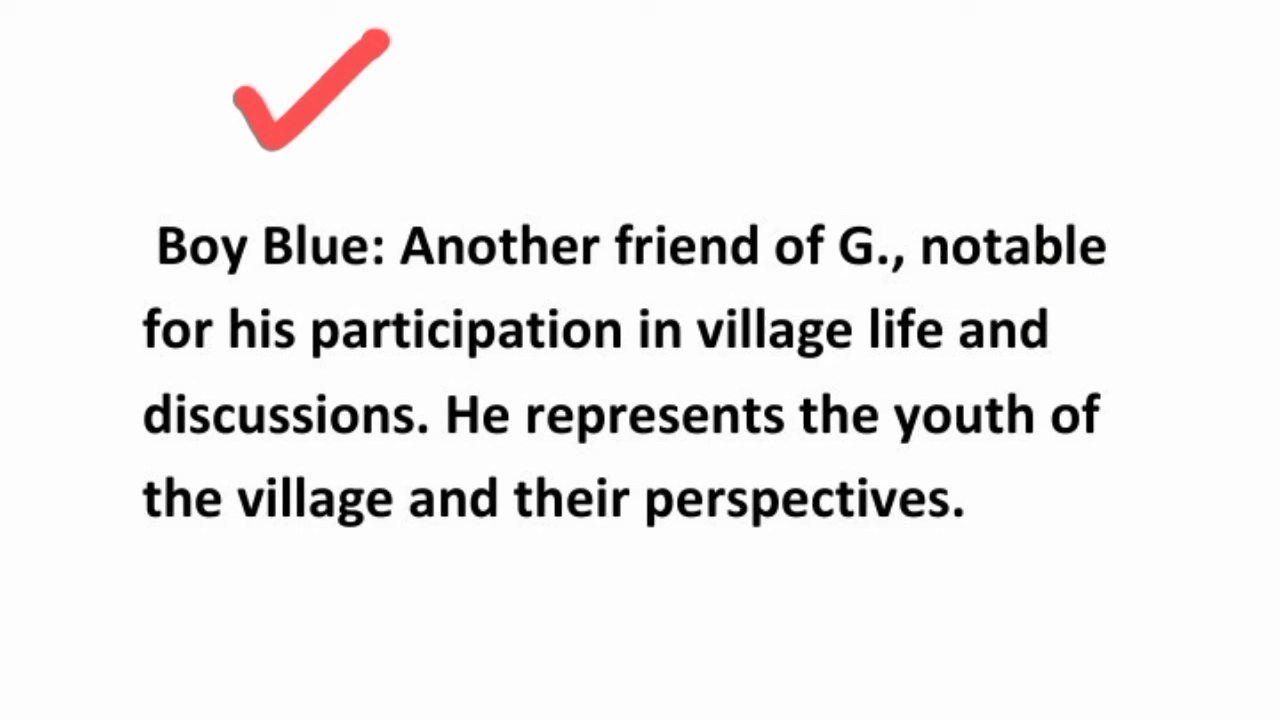 Boy Blue: Another friend of G., notable
for his participation in village life and
discussions. He represents the youth of
the village and their perspectives.